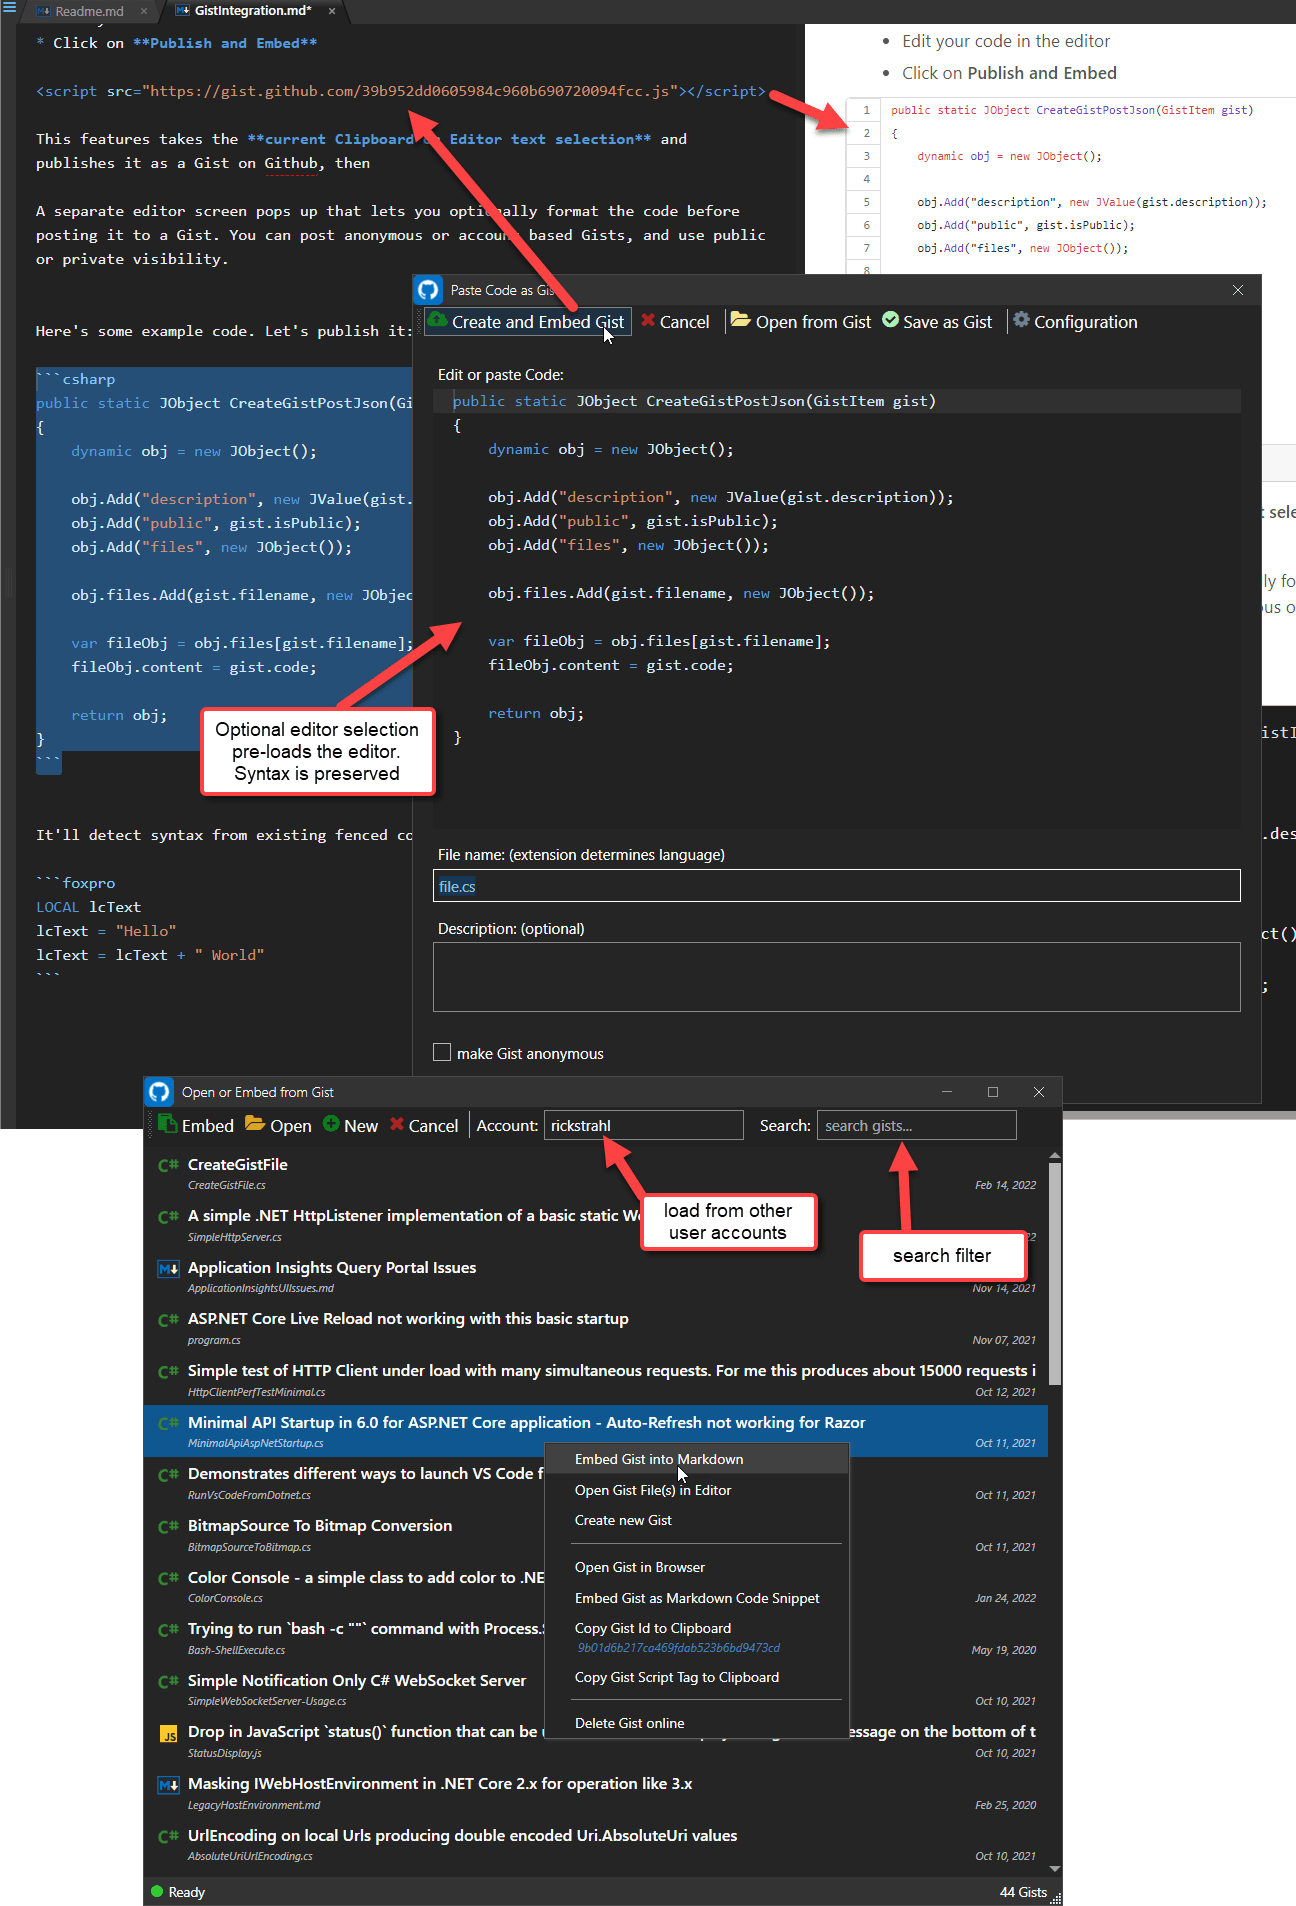 Readme.md ×
GistIntegration.md* ×
* Click on **Publish and Embed**
<script src="https://gist.github.com/39b952dd0605984c960b690720094fcc.js"></script>
This features takes the **current Clipboard or Editor text selection** and
publishes it as a Gist on Github, then
A separate editor screen pops up that lets you optionally format the code before
posting it to a Gist. You can post anonymous or account based Gists, and use public
or private visibility.
Here's some example code. Let's publish it:
```csharp
public static JObject CreateGistPostJson(Gi
{
dynamic obj = new JObject();
obj.Add("description", new JValue(gist.
obj.Add("public", gist.isPublic);
obj.Add("files", new JObject());
obj.files.Add(gist.filename, new JObjec
var fileObj = obj.files[gist.filename];
fileObj.content = gist.code;
return obj;
}
```
It'll detect syntax from existing fenced co
```foxpro
LOCAL lcText
lcText = "Hello"
lcText = lcText + " World"
```
• Edit your code in the editor
• Click on Publish and Embed
1 public static JObject CreateGistPostJson(GistItem gist)
2 {
3 dynamic obj = new JObject();
4
5 obj.Add("description", new JValue(gist.description));
6 obj.Add("public", gist.isPublic);
7 obj.Add("files", new JObject());
8
t sele
lly fo
ous o
istI
.des
ct()
;
Paste Code as Gis
Create and Embed Gist Cancel Open from Gist Save as Gist Configuration
Edit or paste Code:
public static JObject CreateGistPostJson(GistItem gist)
{
dynamic obj = new JObject();
obj.Add("description", new JValue(gist.description));
obj.Add("public", gist.isPublic);
obj.Add("files", new JObject());
obj.files.Add(gist.filename, new JObject());
var fileObj = obj.files[gist.filename];
fileObj.content = gist.code;
return obj;
}
Optional editor selection
pre-loads the editor.
Syntax is preserved
File name: (extension determines language)
file.cs
Description: (optional)
make Gist anonymous
Open or Embed from Gist
Embed Open New Cancel Account: rickstrahl Search: search gists...
load from other
user accounts
search filter
C# CreateGistFile
CreateGistFile.cs Feb 14, 2022
C# A simple .NET HttpListener implementation of a basic static We
SimpleHttpServer.cs 22
M↓ Application Insights Query Portal Issues
ApplicationInsightsUIIssues.md Nov 14, 2021
C# ASP.NET Core Live Reload not working with this basic startup
program.cs Nov 07, 2021
C# Simple test of HTTP Client under load with many simultaneous requests. For me this produces about 15000 requests i
HttpClientPerfTestMinimal.cs Oct 12, 2021
C# Minimal API Startup in 6.0 for ASP.NET Core application - Auto-Refresh not working for Razor
MinimalApiAspNetStartup.cs Oct 11, 2021
C# Demonstrates different ways to launch VS Code f
RunVsCodeFromDotnet.cs Oct 11, 2021
C# BitmapSource To Bitmap Conversion
BitmapSourceToBitmap.cs Oct 11, 2021
C# Color Console - a simple class to add color to .NE
ColorConsole.cs Jan 24, 2022
C# Trying to run `bash -c ""` command with Process.S
Bash-ShellExecute.cs May 19, 2020
C# Simple Notification Only C# WebSocket Server
SimpleWebSocketServer-Usage.cs Oct 10, 2021
JS Drop in JavaScript `status()` function that can be u essage on the bottom of t
StatusDisplay.js Oct 10, 2021
M↓ Masking IWebHostEnvironment in .NET Core 2.x for operation like 3.x
LegacyHostEnvironment.md Feb 25, 2020
C# UrlEncoding on local Urls producing double encoded Uri.AbsoluteUri values
AbsoluteUriUrlEncoding.cs Oct 10, 2021
Embed Gist into Markdown
Open Gist File(s) in Editor
Create new Gist
Open Gist in Browser
Embed Gist as Markdown Code Snippet
Copy Gist Id to Clipboard
9b01d6b217ca469fdab523b6bd9473cd
Copy Gist Script Tag to Clipboard
Delete Gist online
Ready 44 Gists